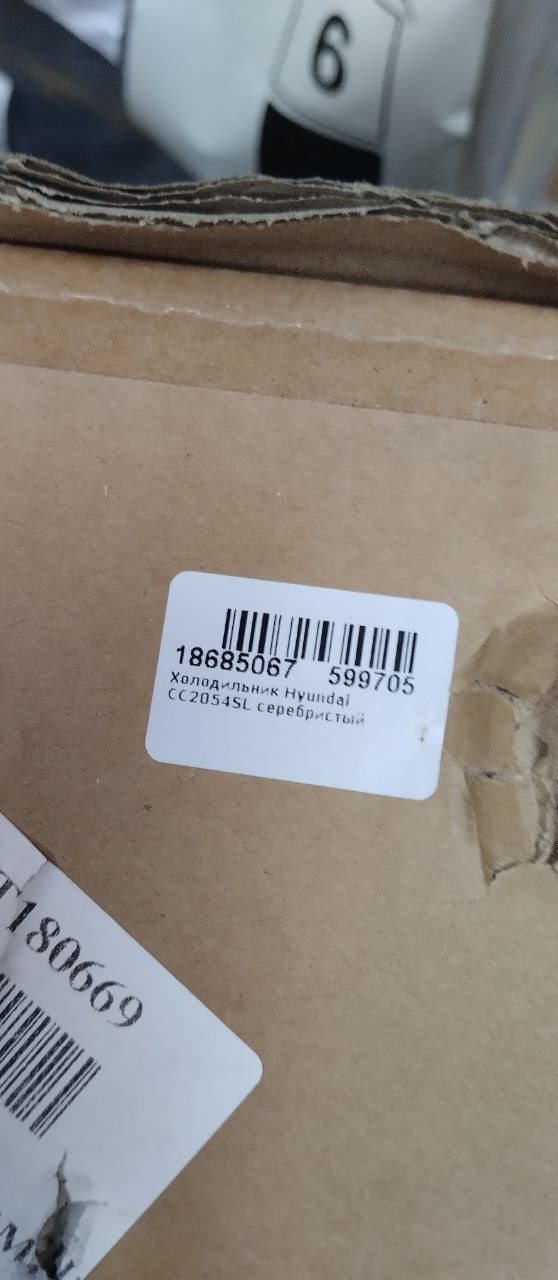 6
18685067 599705
Холодильник Hyundai
CC2054SL серебристый
T180669